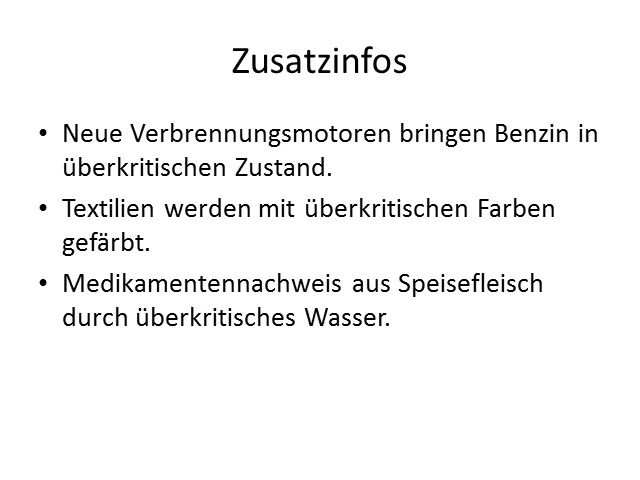 Zusatzinfos
• Neue Verbrennungsmotoren bringen Benzin in
überkritischen Zustand.
• Textilien werden mit überkritischen Farben
gefärbt.
• Medikamentennachweis aus Speisefleisch
durch überkritisches Wasser.